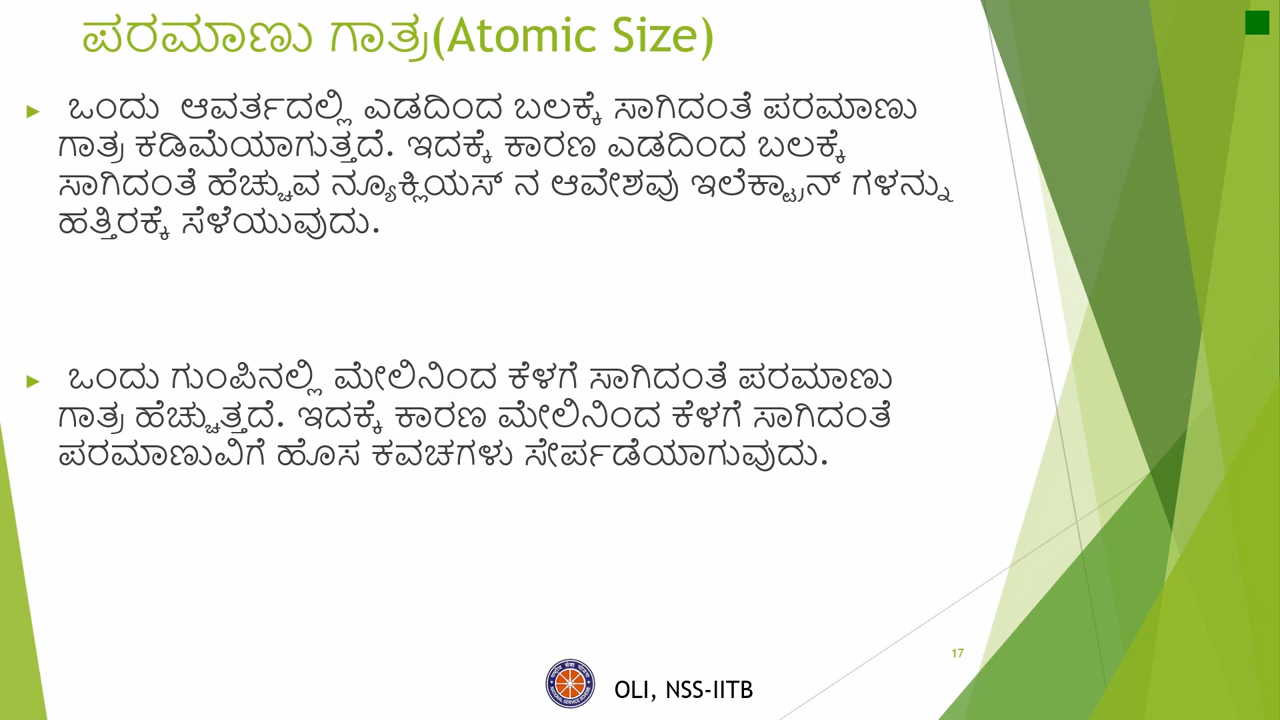 ಪರಮಾಣು ಗಾತ್ರ(Atomic Size)
ಒಂದು ಆವರ್ತದಲ್ಲಿ ಎಡದಿಂದ ಬಲಕ್ಕೆ ಸಾಗಿದಂತೆ ಪರಮಾಣು
ಗಾತ್ರ ಕಡಿಮೆಯಾಗುತ್ತದೆ. ಇದಕ್ಕೆ ಕಾರಣ ಎಡದಿಂದ ಬಲಕ್ಕೆ
ಸಾಗಿದಂತೆ ಹೆಚ್ಚುವ ನ್ಯೂಕ್ಲಿಯಸ್ ನ ಆವೇಶವು ಇಲೆಕ್ಟ್ರಾನ್ ಗಳನ್ನು
ಹತ್ತಿರಕ್ಕೆ ಸೆಳೆಯುವುದು.
ಒಂದು ಗುಂಪಿನಲ್ಲಿ ಮೇಲಿನಿಂದ ಕೆಳಗೆ ಸಾಗಿದಂತೆ ಪರಮಾಣು
ಗಾತ್ರ ಹೆಚ್ಚುತ್ತದೆ. ಇದಕ್ಕೆ ಕಾರಣ ಮೇಲಿನಿಂದ ಕೆಳಗೆ ಸಾಗಿದಂತೆ
ಪರಮಾಣುವಿಗೆ ಹೊಸ ಕವಚಗಳು ಸೇರ್ಪಡೆಯಾಗುವುದು.
17
OLI, NSS-IITB